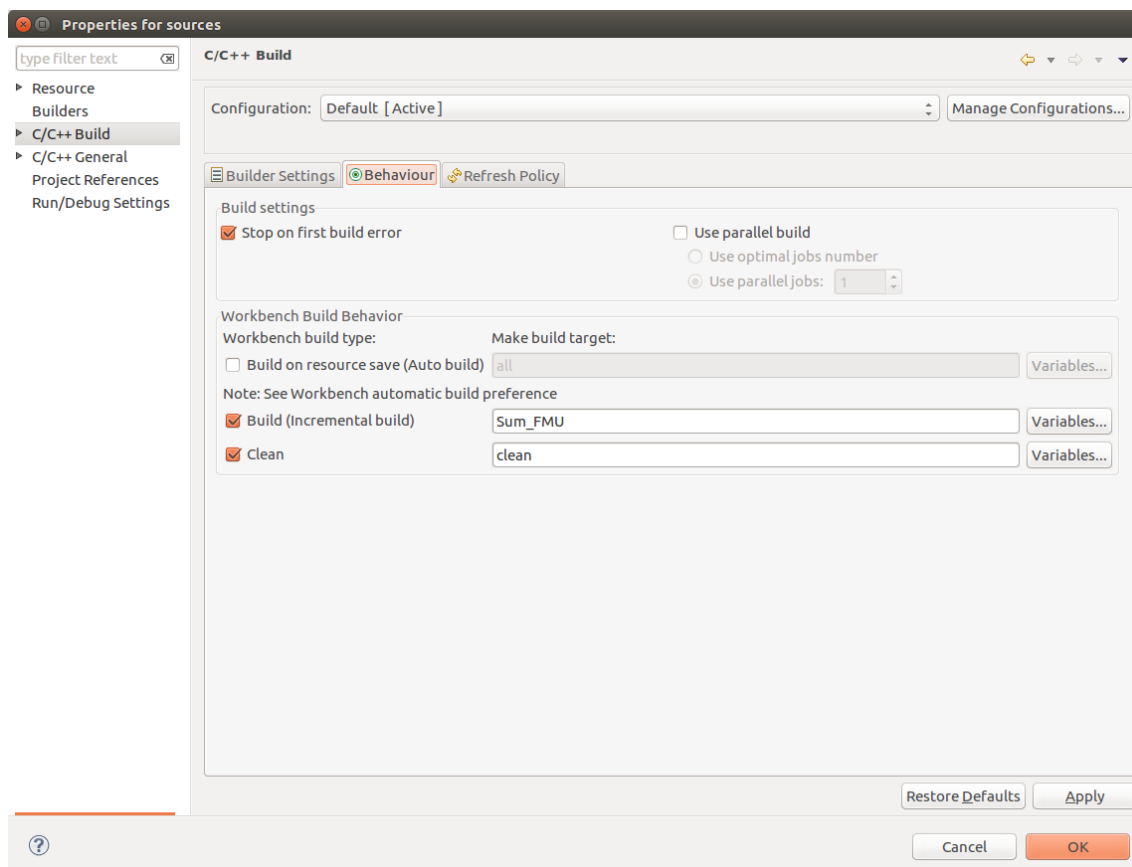 Properties for sources
type filter text
Resource
Builders
C/C++ Build
C/C++ General
Project References
Run/Debug Settings
C/C++ Build
Configuration: Default [ Active ] Manage Configurations...
Builder Settings Behaviour Refresh Policy
Build settings
Stop on first build error Use parallel build
Use optimal jobs number
Use parallel jobs: 1
Workbench Build Behavior
Workbench build type: Make build target:
Build on resource save (Auto build) all Variables...
Note: See Workbench automatic build preference
Build (Incremental build) Sum_FMU Variables...
Clean clean Variables...
Restore Defaults Apply
? Cancel OK